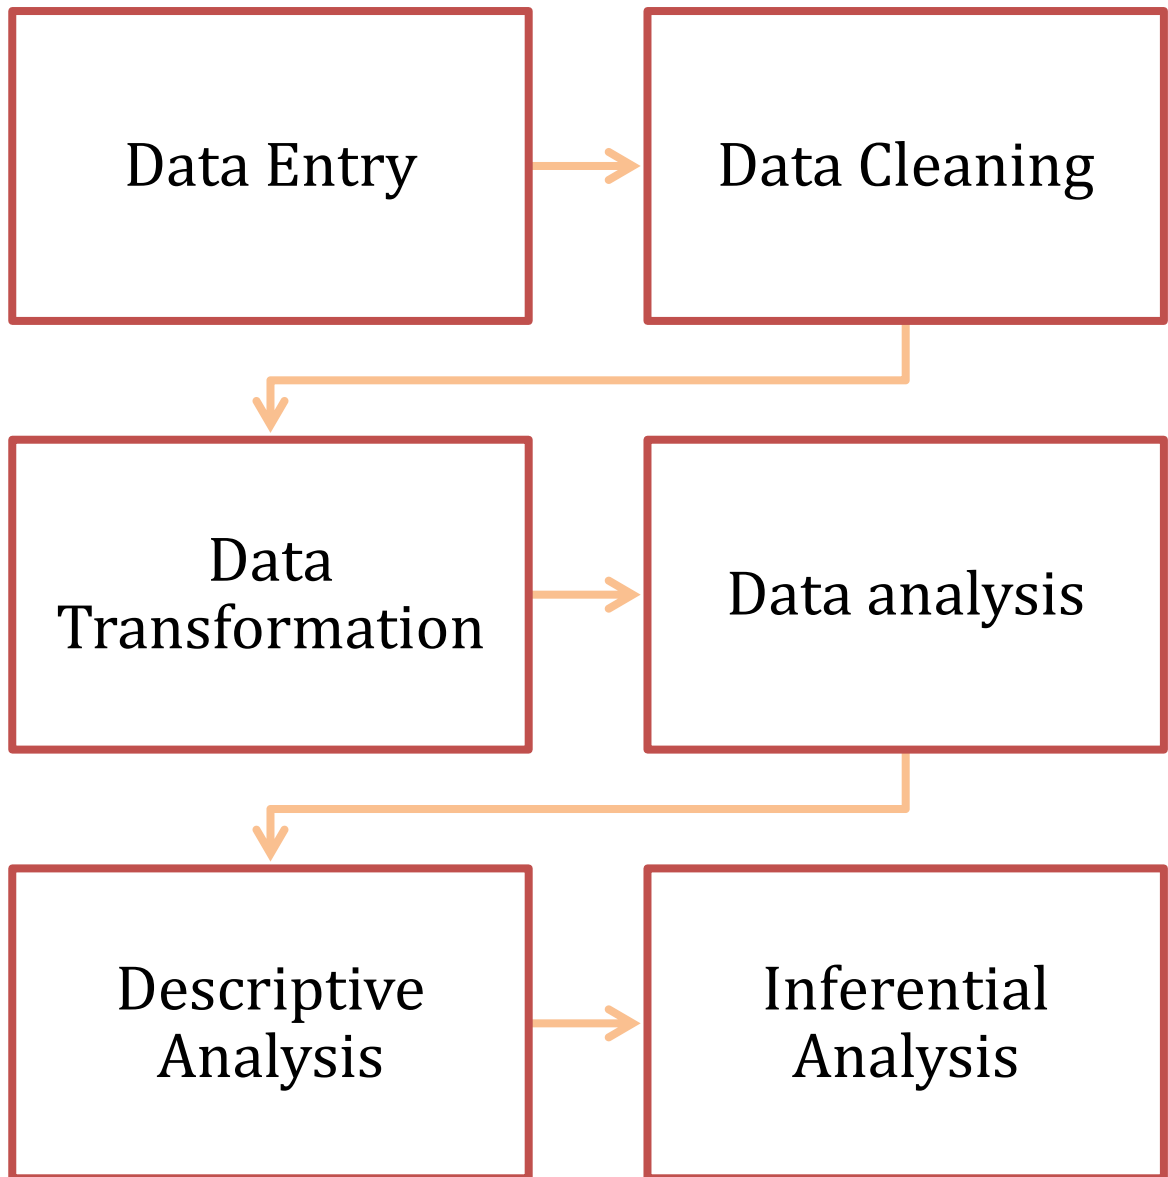 Data Entry
Data Cleaning
Data
Transformation
Data analysis
Descriptive
Analysis
Inferential
Analysis